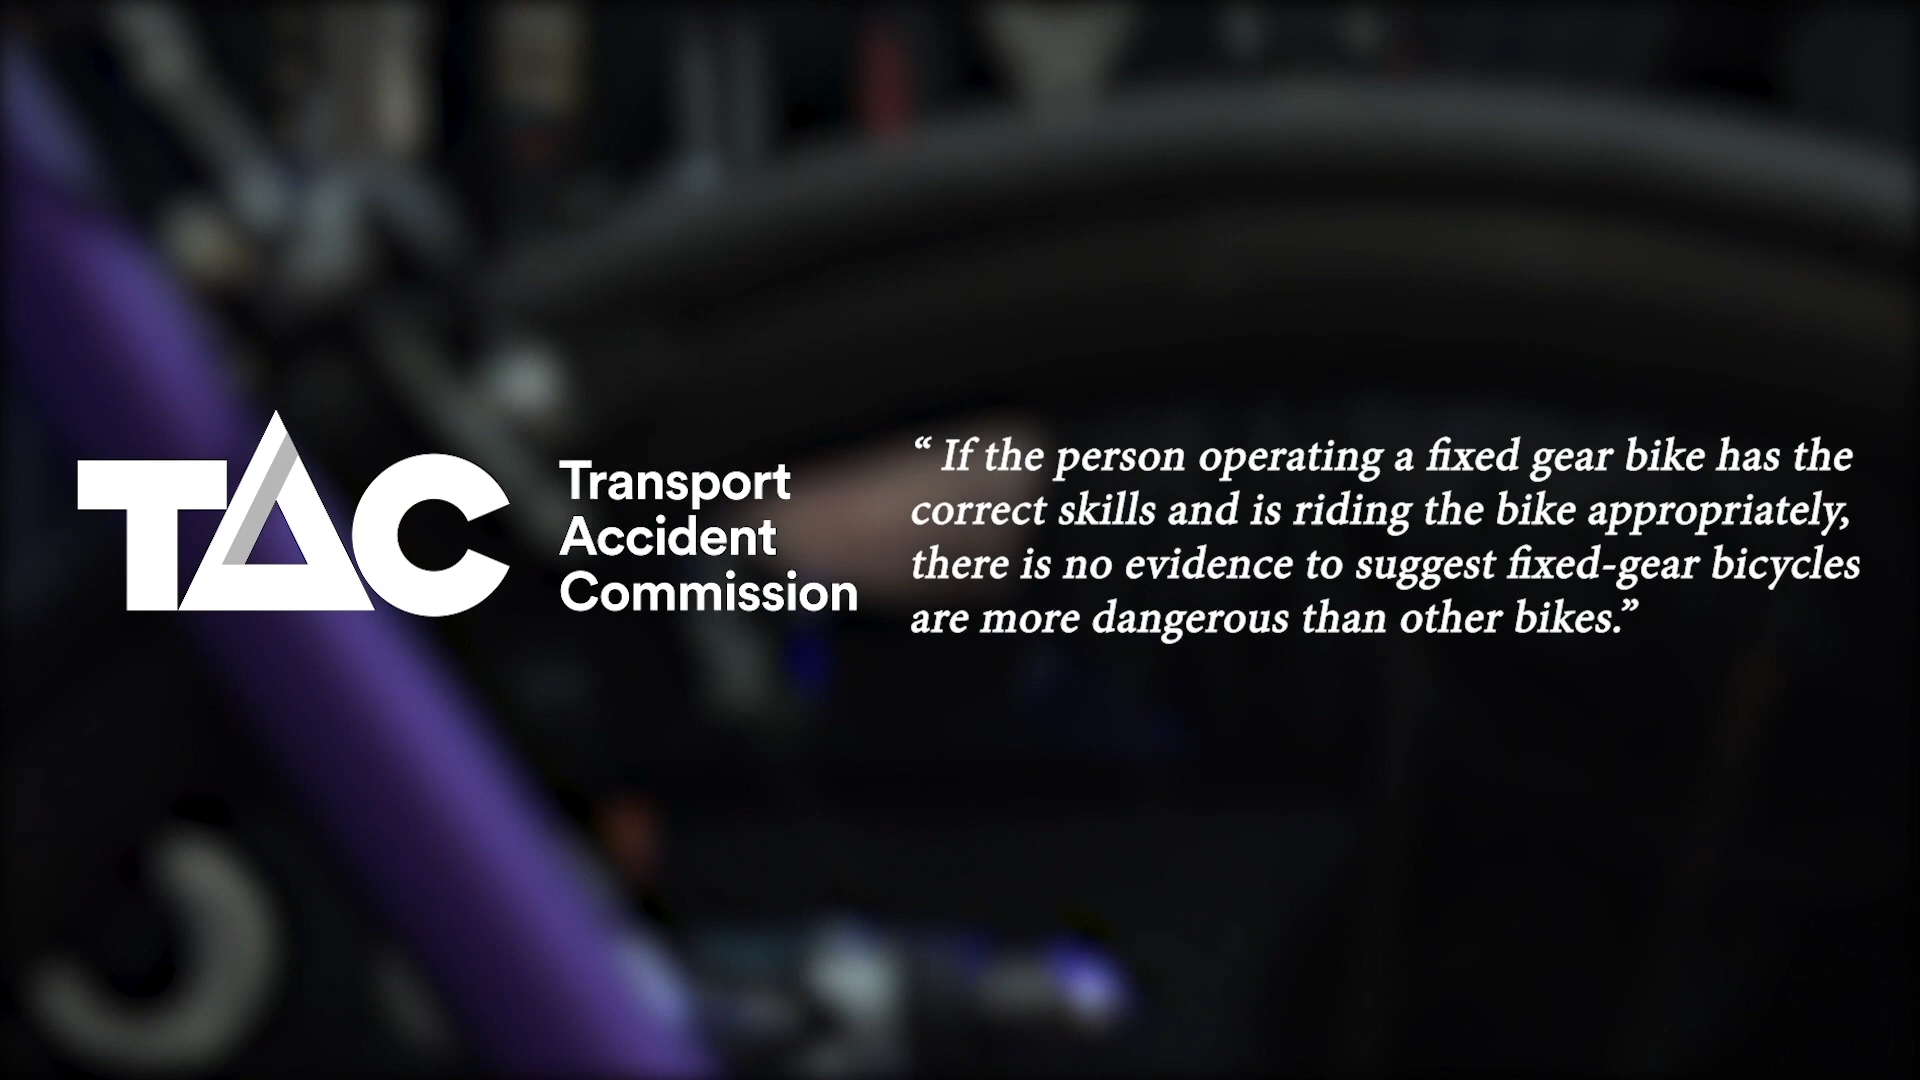 TAC
Transport
Accident
Commission
“ If the person operating a fixed gear bike has the
correct skills and is riding the bike appropriately,
there is no evidence to suggest fixed-gear bicycles
are more dangerous than other bikes.”